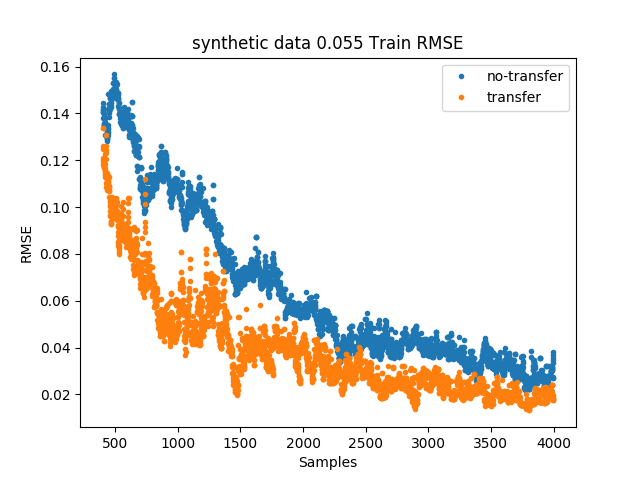 synthetic data 0.055 Train RMSE
no-transfer
transfer
0.16
0.14
0.12
0.10
0.08
0.06
0.04
0.02
RMSE
500 1000 1500 2000 2500 3000 3500 4000
Samples